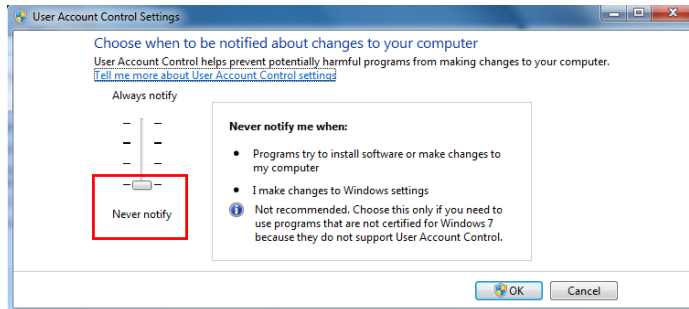 User Account Control Settings
Choose when to be notified about changes to your computer
User Account Control helps prevent potentially harmful programs from making changes to your computer.
Tell me more about User Account Control settings
Always notify
Never notify me when:
• Programs try to install software or make changes to
my computer
• I make changes to Windows settings
Not recommended. Choose this only if you need to
use programs that are not certified for Windows 7
because they do not support User Account Control.
Never notify
OK
Cancel